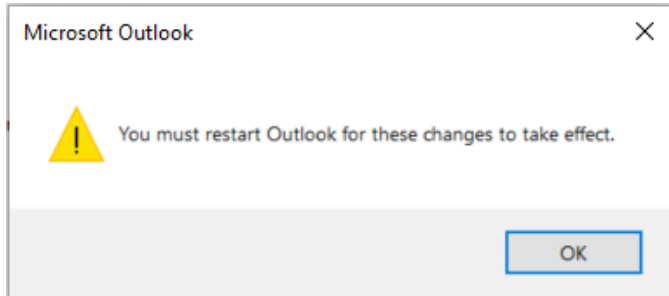 Microsoft Outlook
You must restart Outlook for these changes to take effect.
OK